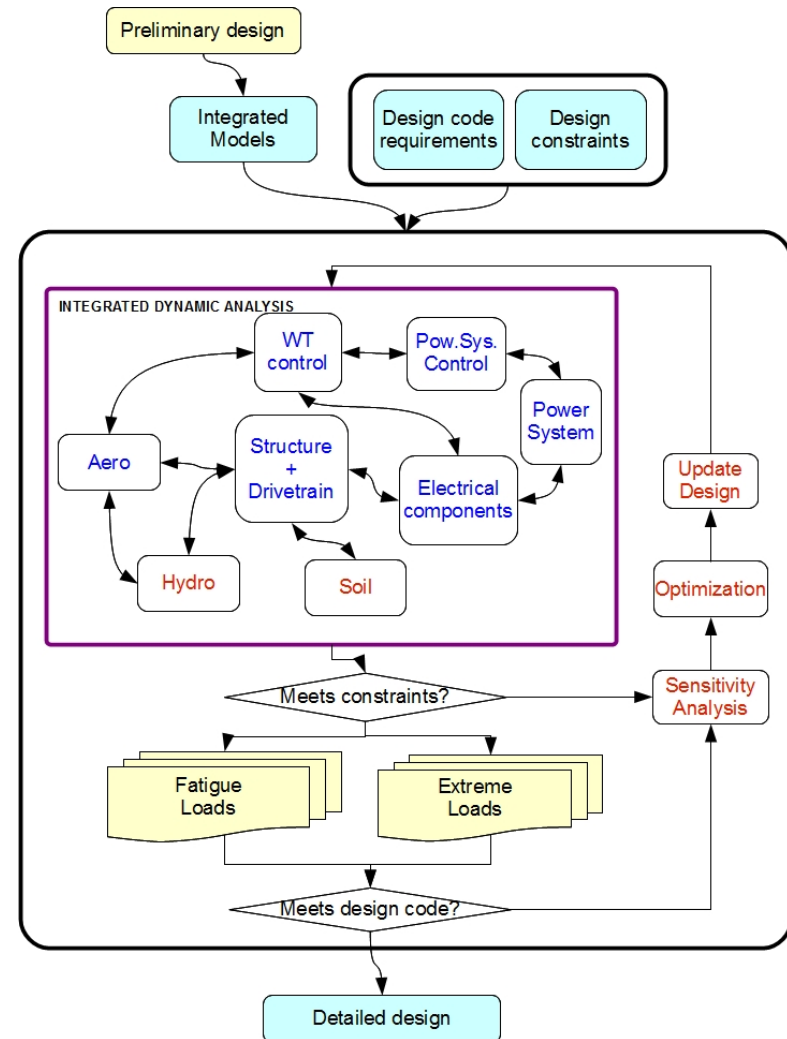 Preliminary design
Integrated
Models
Design code
requirements
Design
constraints
INTEGRATED DYNAMIC ANALYSIS
WT
control
Pow.Sys.
Control
Power
System
Aero
Structure
+
Drivetrain
Electrical
components
Hydro
Soil
Update
Design
Optimization
Sensitivity
Analysis
Meets constraints?
Fatigue
Loads
Extreme
Loads
Meets design code?
Detailed design